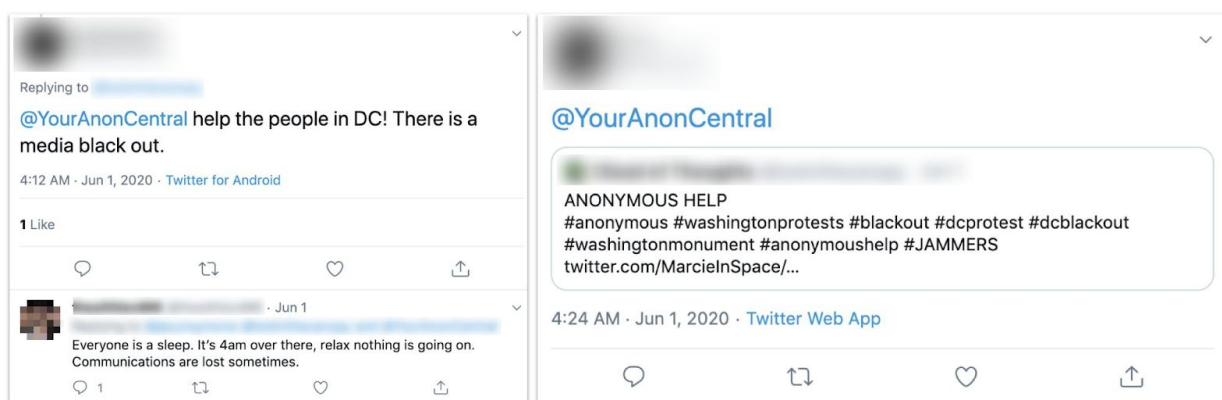 Replying to
@YourAnonCentral help the people in DC! There is a
media black out.
4:12 AM · Jun 1, 2020 · Twitter for Android
1 Like
· Jun 1
Everyone is a sleep. It's 4am over there, relax nothing is going on.
Communications are lost sometimes.
1
@YourAnonCentral
ANONYMOUS HELP
#anonymous #washingtonprotests #blackout #dcprotest #dcblackout
#washingtonmonument #anonymoushelp #JAMMERS
twitter.com/MarcieInSpace/...
4:24 AM · Jun 1, 2020 · Twitter Web App